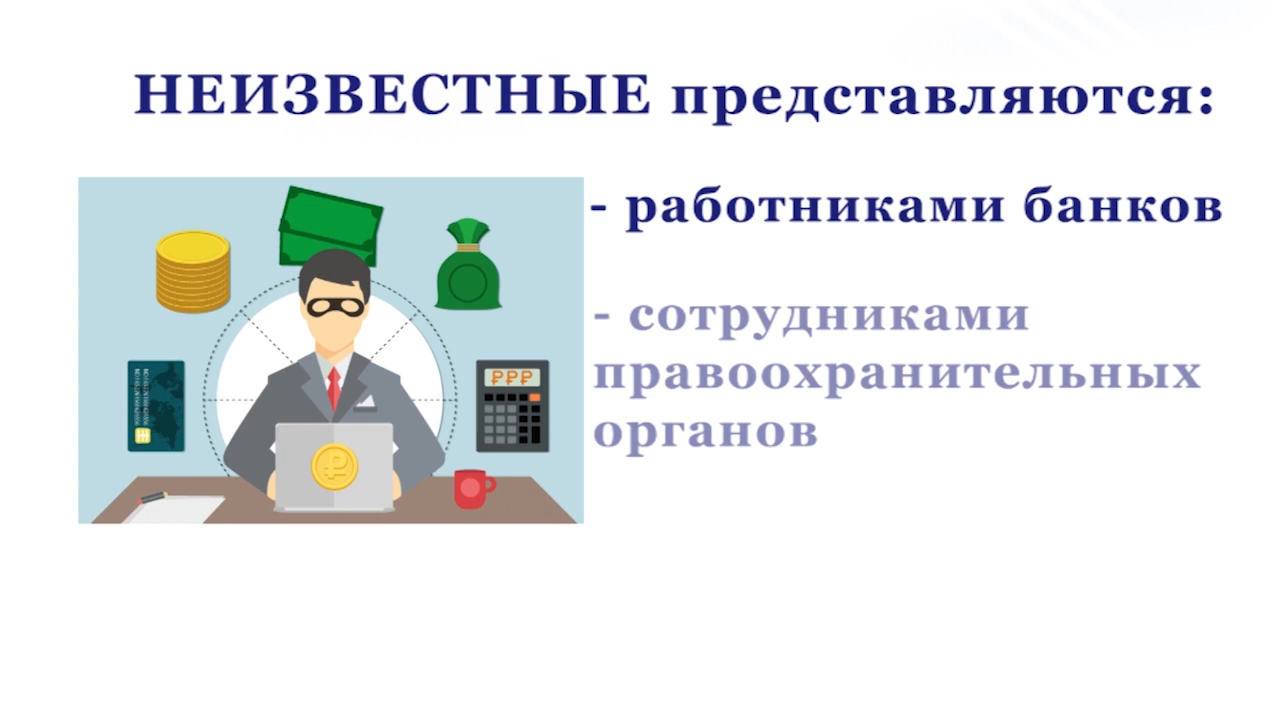 НЕИЗВЕСТНЫЕ представляются:
- работниками банков
- сотрудниками
правоохранительных
органов
₽₽₽
₽